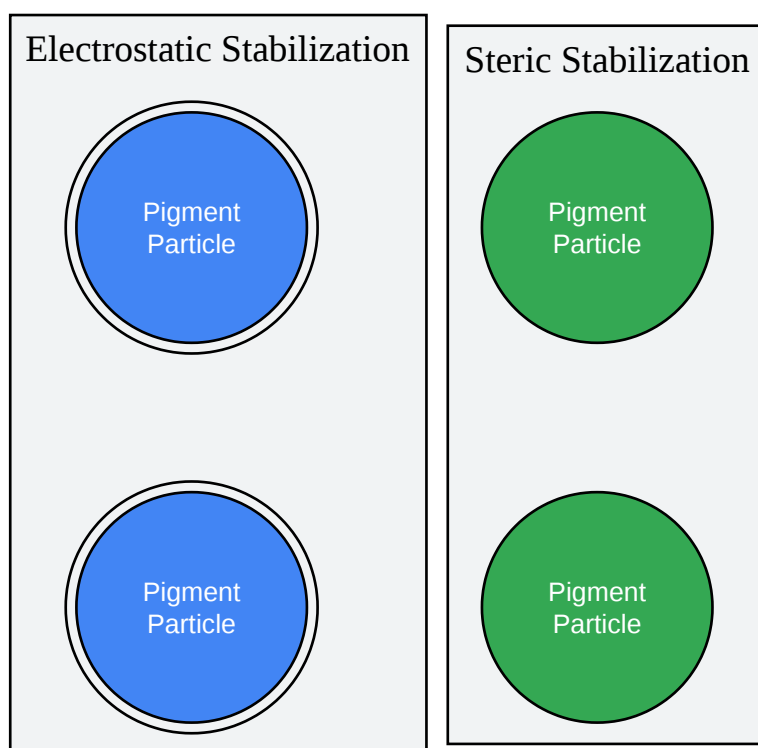 Electrostatic Stabilization
Pigment
Particle
Pigment
Particle
Steric Stabilization
Pigment
Particle
Pigment
Particle